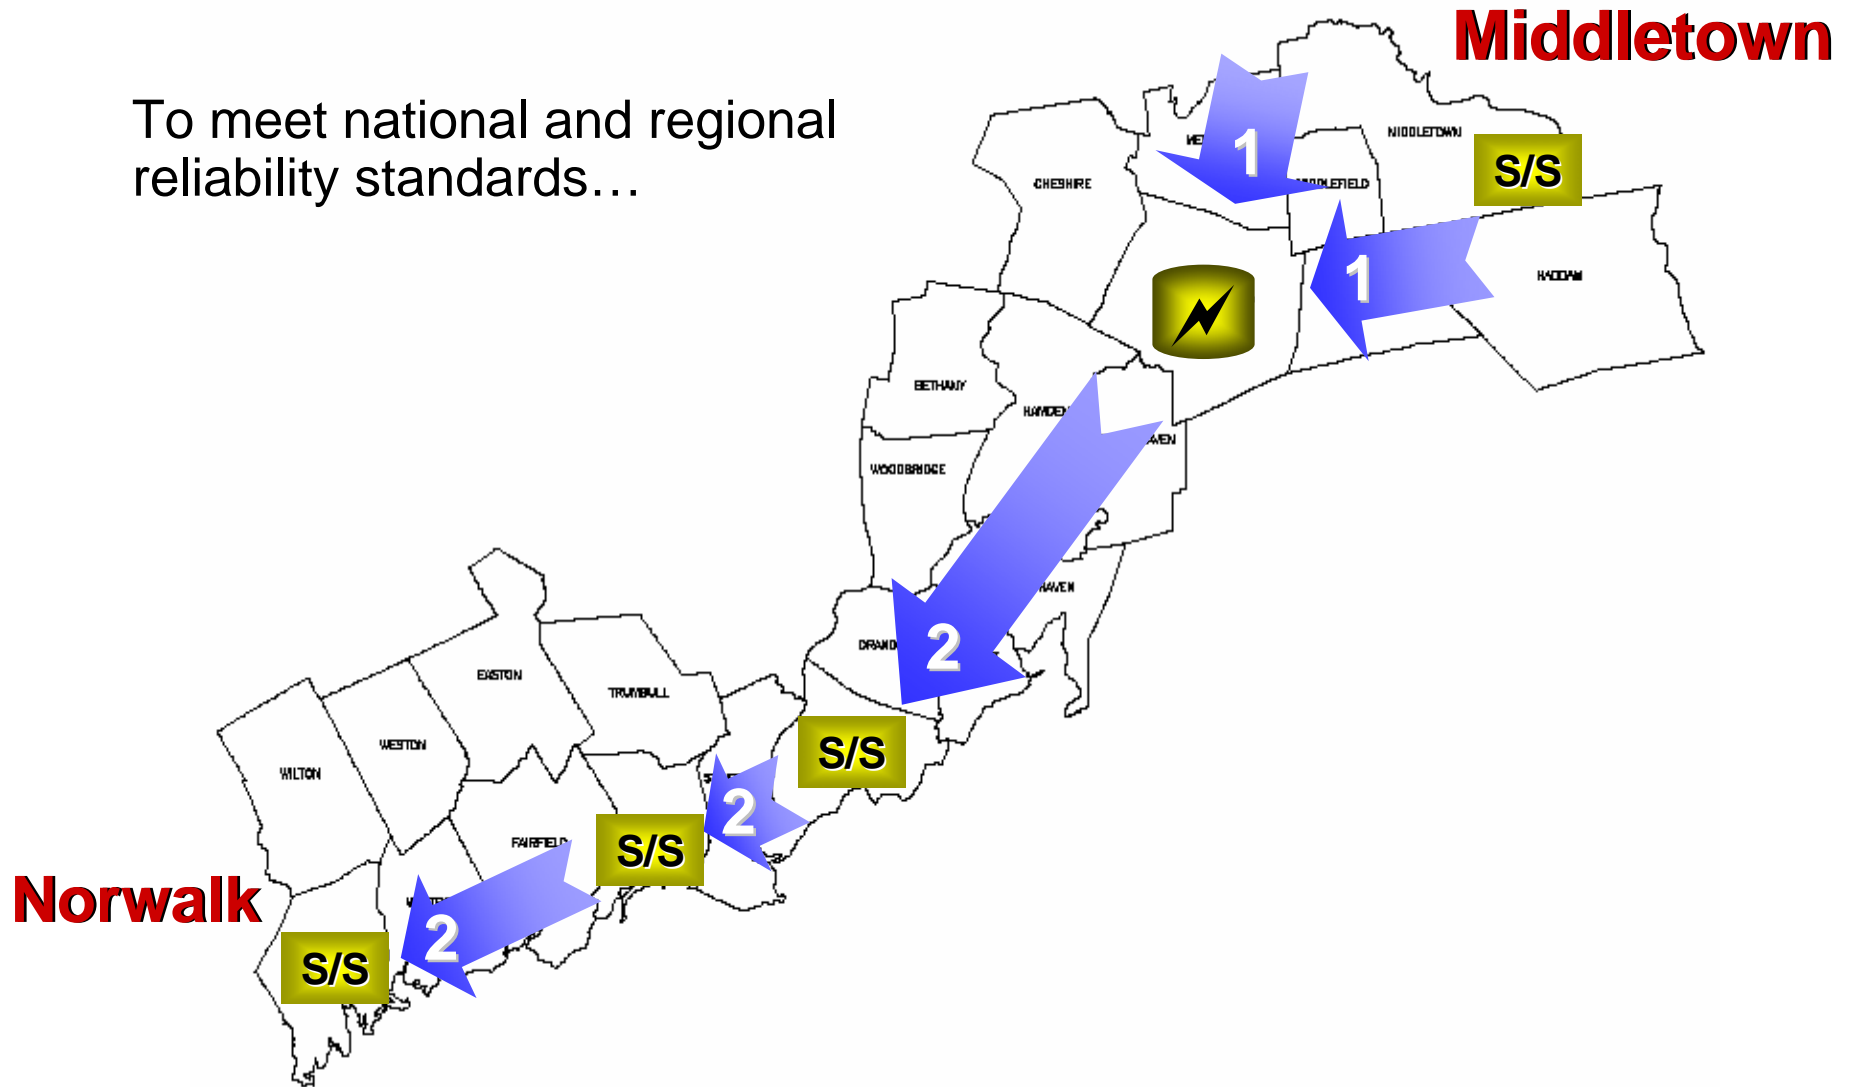 Middletown
To meet national and regional
reliability standards…
1
MIDDLETOWN
S/S
CHESHIRE
1
HADDAM
BETHANY
HAMDEN
WOODBRIDGE
2
EASTON
TRUMBULL
WESTON
S/S
WILTON
2
FAIRFIELD
S/S
Norwalk
2
S/S